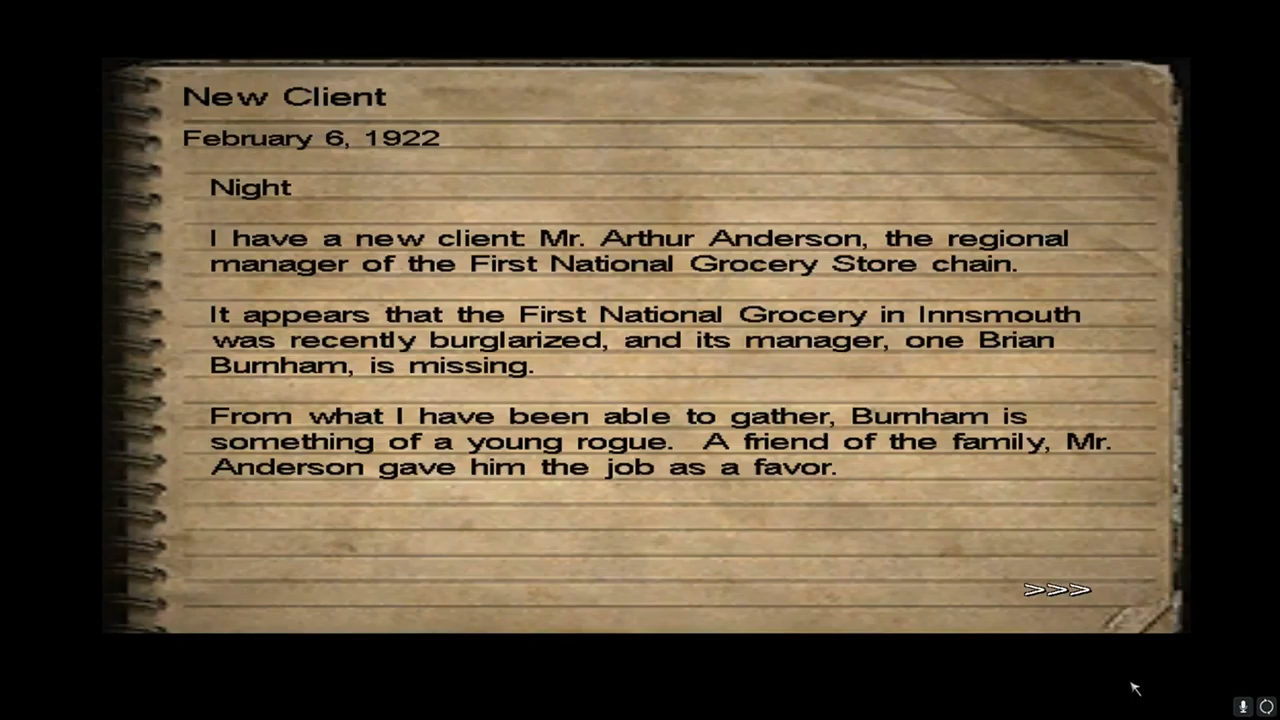 New Client
February 6, 1922
Night
I have a new client: Mr. Arthur Anderson, the regional
manager of the First National Grocery Store chain.
It appears that the First National Grocery in Innsmouth
was recently burglarized, and its manager, one Brian
Burnham, is missing.
From what I have been able to gather, Burnham is
something of a young rogue. A friend of the family, Mr.
Anderson gave him the job as a favor.
>>>